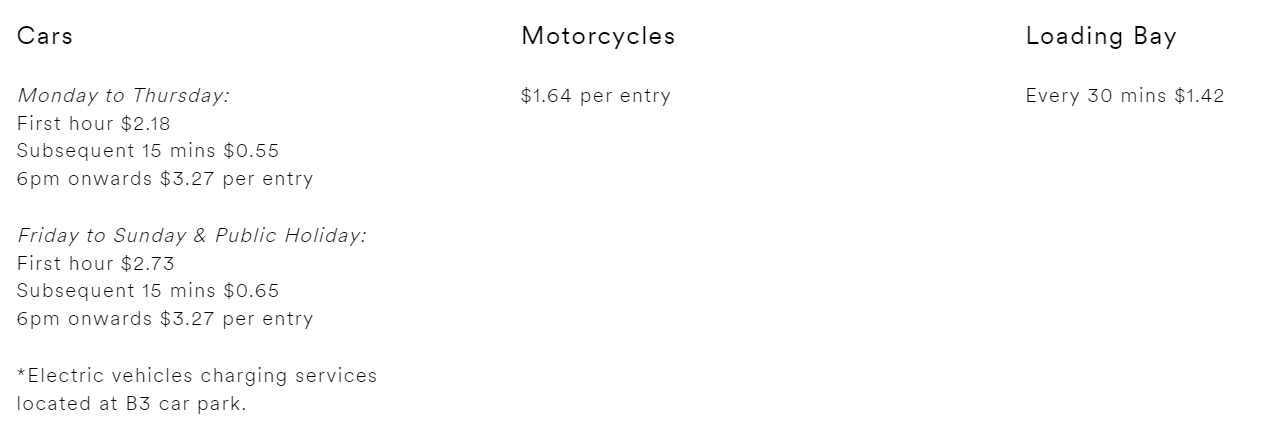 Cars
Monday to Thursday:
First hour $2.18
Subsequent 15 mins $0.55
6pm onwards $3.27 per entry
Friday to Sunday & Public Holiday:
First hour $2.73
Subsequent 15 mins $0.65
6pm onwards $3.27 per entry
*Electric vehicles charging services
located at B3 car park.
Motorcycles
$1.64 per entry
Loading Bay
Every 30 mins $1.42